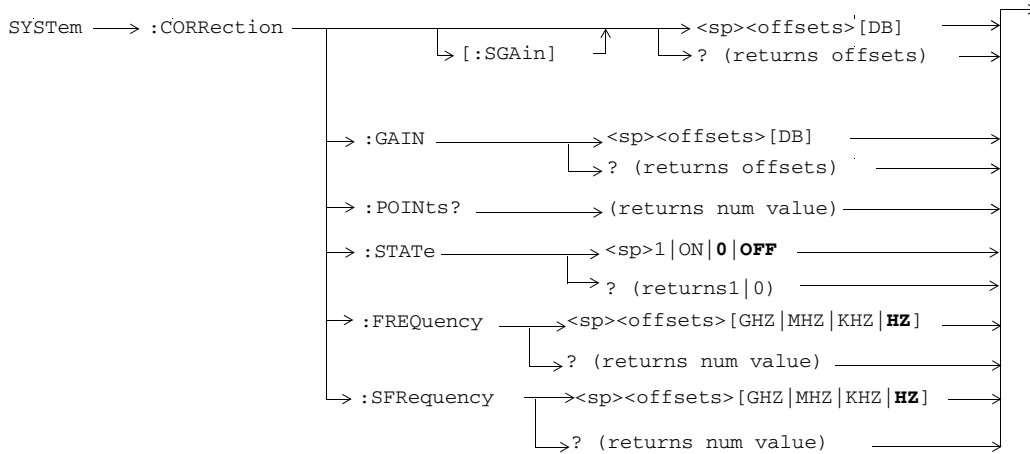 SYSTem :CORRection <sp><offsets>[DB]
[:SGAin] ? (returns offsets)
:GAIN <sp><offsets>[DB]
? (returns offsets)
:POINts? (returns num value)
:STATe <sp>1|ON|0|OFF
? (returns1|0)
:FREQuency <sp><offsets>[GHZ|MHZ|KHZ|HZ]
? (returns num value)
:SFRequency <sp><offsets>[GHZ|MHZ|KHZ|HZ]
? (returns num value)